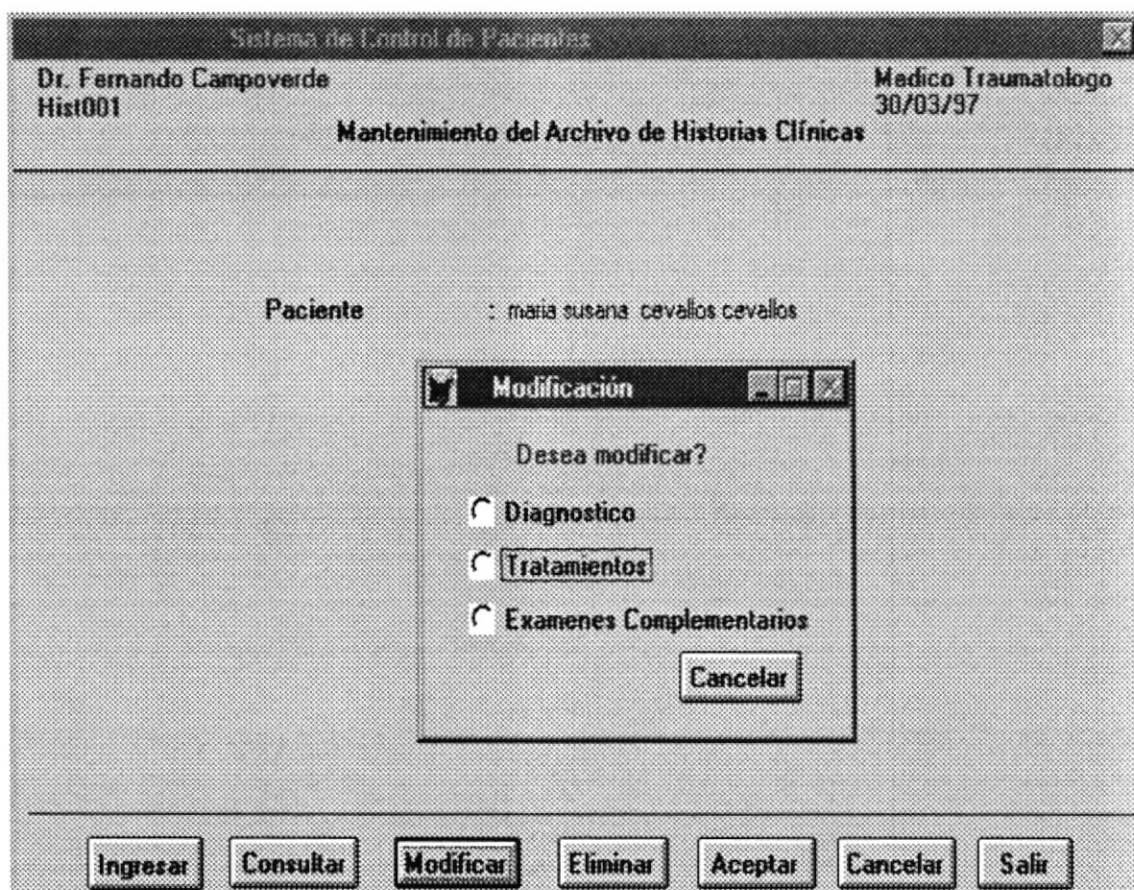 Sistema de Control de Pacientes
Dr. Fernando Campoverde
Medico Traumatologo
Hist001
30/03/97
Mantenimiento del Archivo de Historias Clínicas
Paciente : maria susana cevallos cevallos
Modificación
Desea modificar?
Diagnostico
Tratamientos
Examenes Complementarios
Cancelar
Ingresar Consultar Modificar Eliminar Aceptar Cancelar Salir